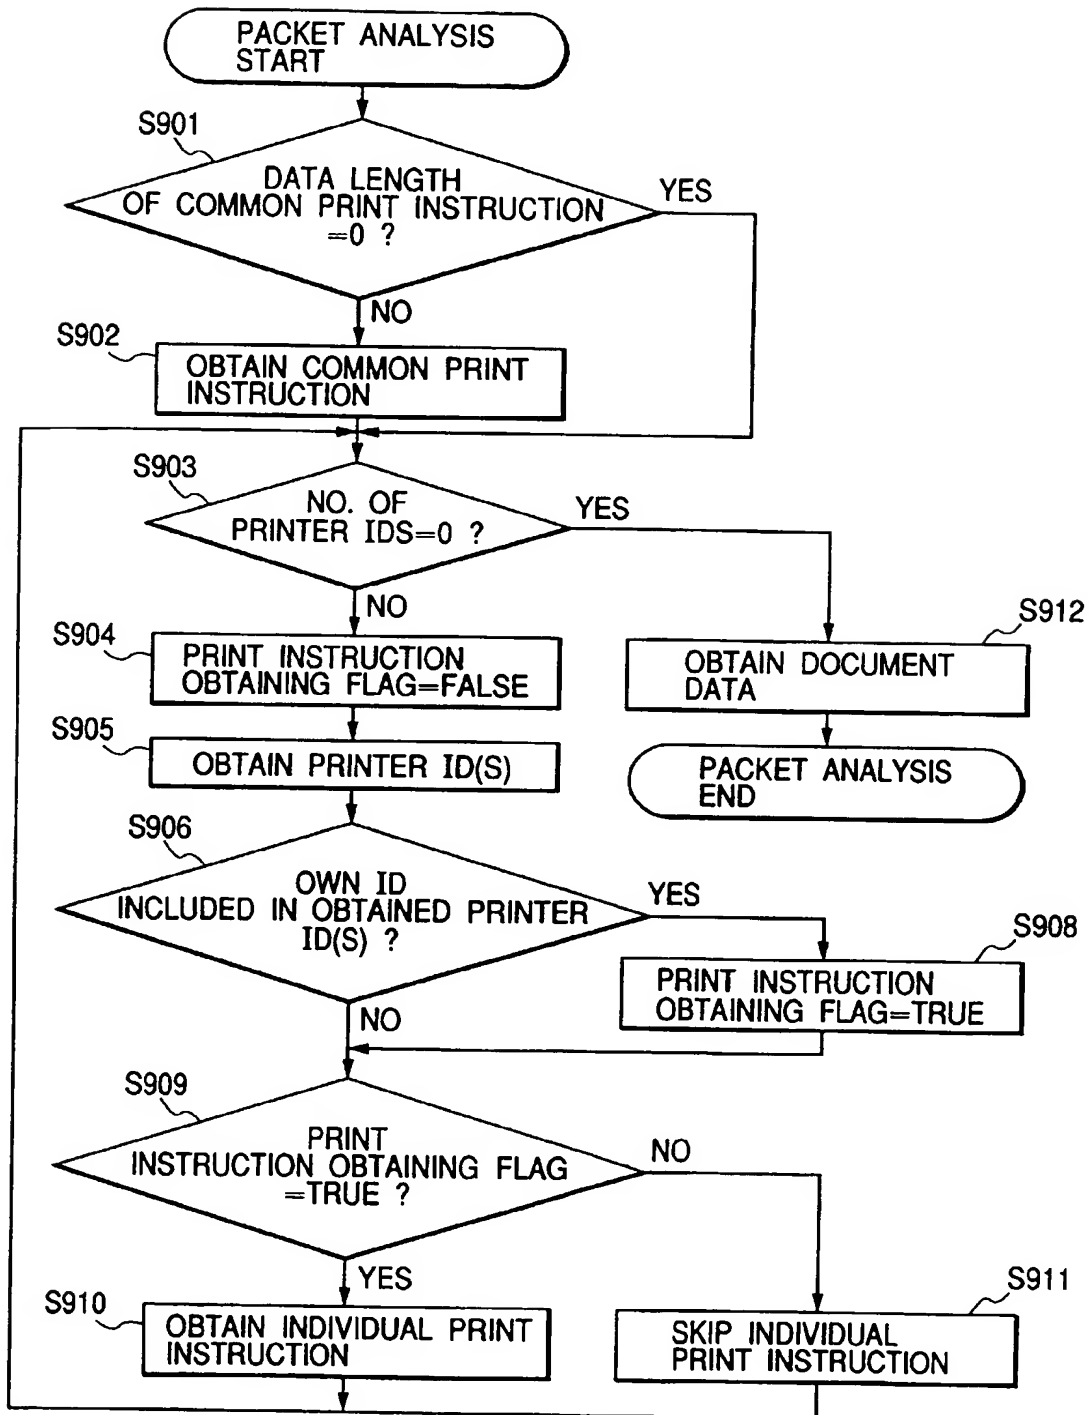 PACKET ANALYSIS
START
S901
DATA LENGTH
OF COMMON PRINT INSTRUCTION
=0 ?
YES
NO
S902
OBTAIN COMMON PRINT
INSTRUCTION
S903
NO. OF
PRINTER IDS=0 ?
YES
NO
S904
PRINT INSTRUCTION
OBTAINING FLAG=FALSE
S912
OBTAIN DOCUMENT
DATA
S905
OBTAIN PRINTER ID(S)
PACKET ANALYSIS
END
S906
OWN ID
INCLUDED IN OBTAINED PRINTER
ID(S) ?
YES
NO
S908
PRINT INSTRUCTION
OBTAINING FLAG=TRUE
S909
PRINT
INSTRUCTION OBTAINING FLAG
=TRUE ?
NO
YES
S910
OBTAIN INDIVIDUAL PRINT
INSTRUCTION
S911
SKIP INDIVIDUAL
PRINT INSTRUCTION